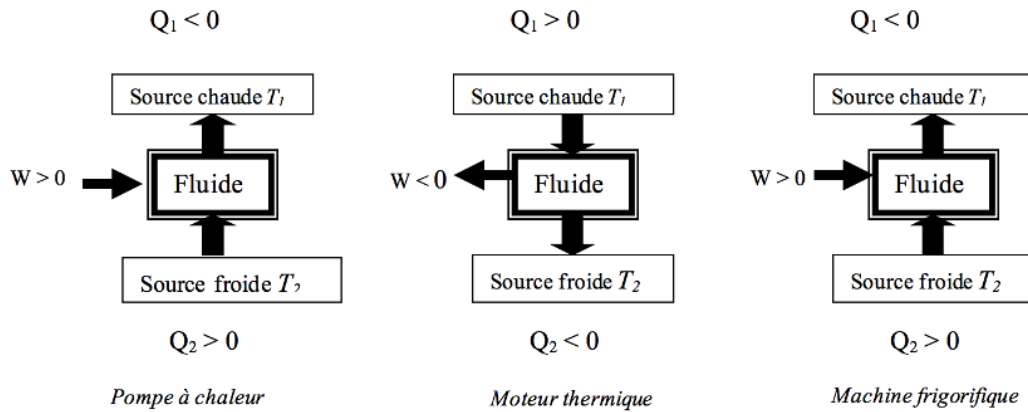 Q₁ < 0
Source chaude T₁
W > 0
Fluide
Source froide T₂
Q₂ > 0
Pompe à chaleur
Q₁ > 0
Source chaude T₁
W < 0
Fluide
Source froide T₂
Q₂ < 0
Moteur thermique
Q₁ < 0
Source chaude T₁
W > 0
Fluide
Source froide T₂
Q₂ > 0
Machine frigorifique